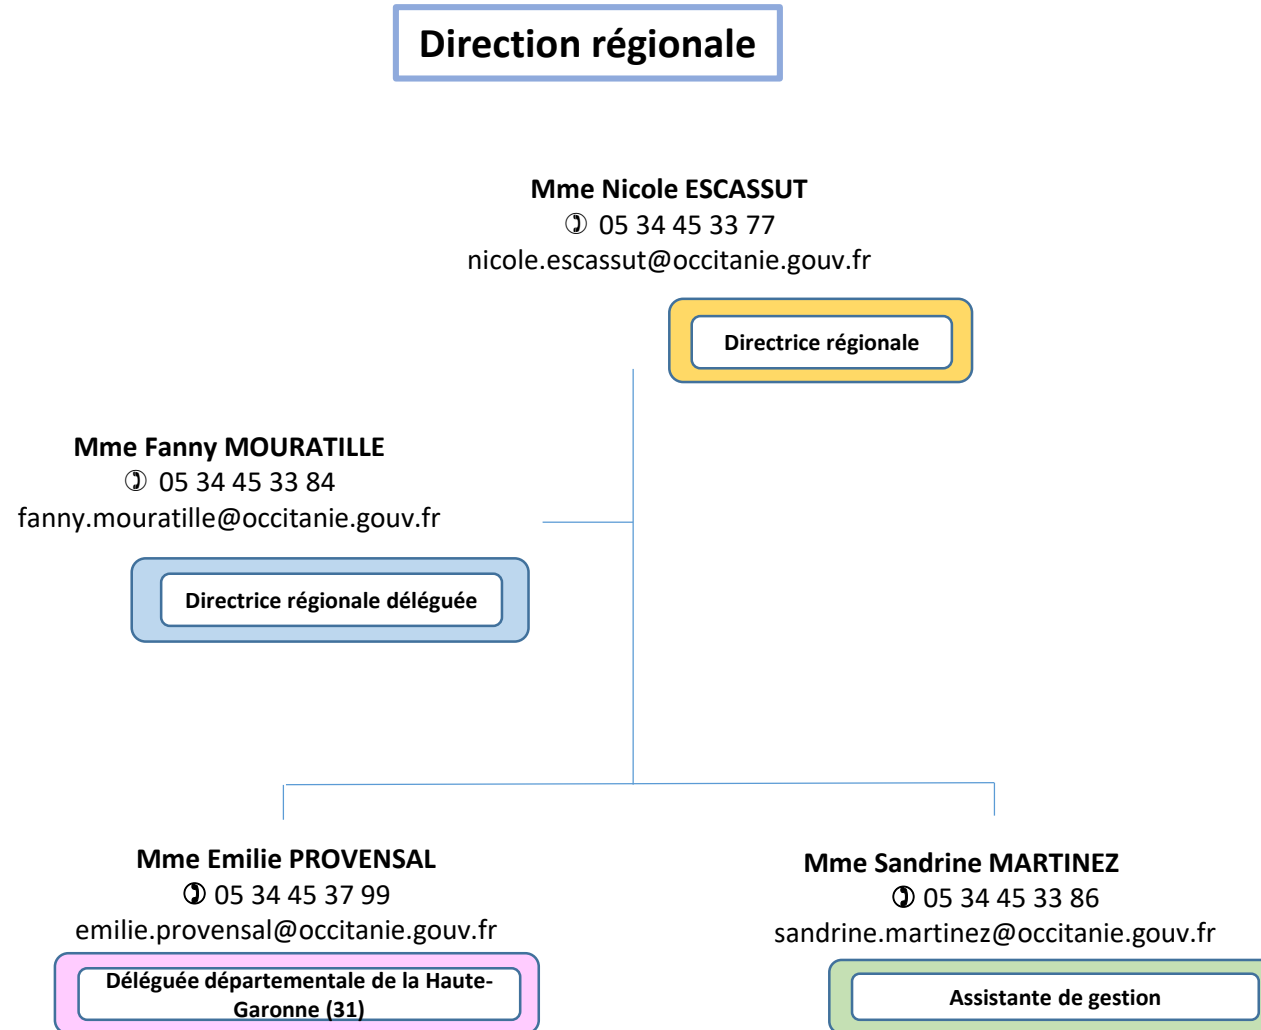 Direction régionale
Mme Nicole ESCASSUT
✆ 05 34 45 33 77
nicole.escassut@occitanie.gouv.fr
Directrice régionale
Mme Fanny MOURATILLE
✆ 05 34 45 33 84
fanny.mouratille@occitanie.gouv.fr
Directrice régionale déléguée
Mme Emilie PROVENSAL
✆ 05 34 45 37 99
emilie.provensal@occitanie.gouv.fr
Déléguée départementale de la Haute-
Garonne (31)
Mme Sandrine MARTINEZ
✆ 05 34 45 33 86
sandrine.martinez@occitanie.gouv.fr
Assistante de gestion